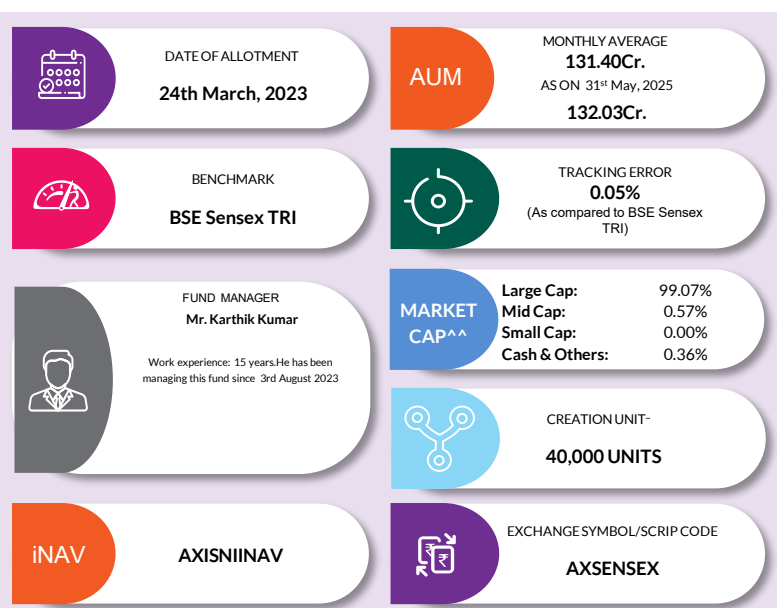 DATE OF ALLOTMENT
24th March, 2023
AUM
MONTHLY AVERAGE
131.40Cr.
AS ON 31st May, 2025
132.03Cr.
BENCHMARK
BSE Sensex TRI
TRACKING ERROR
0.05%
(As compared to BSE Sensex
TRI)
FUND MANAGER
Mr. Karthik Kumar
Work experience: 15 years.He has been
managing this fund since 3rd August 2023
MARKET
CAP^^
Large Cap: 99.07%
Mid Cap: 0.57%
Small Cap: 0.00%
Cash & Others: 0.36%
CREATION UNIT~
40,000 UNITS
iNAV
AXISNIINAV
EXCHANGE SYMBOL/SCRIP CODE
AXSENSEX